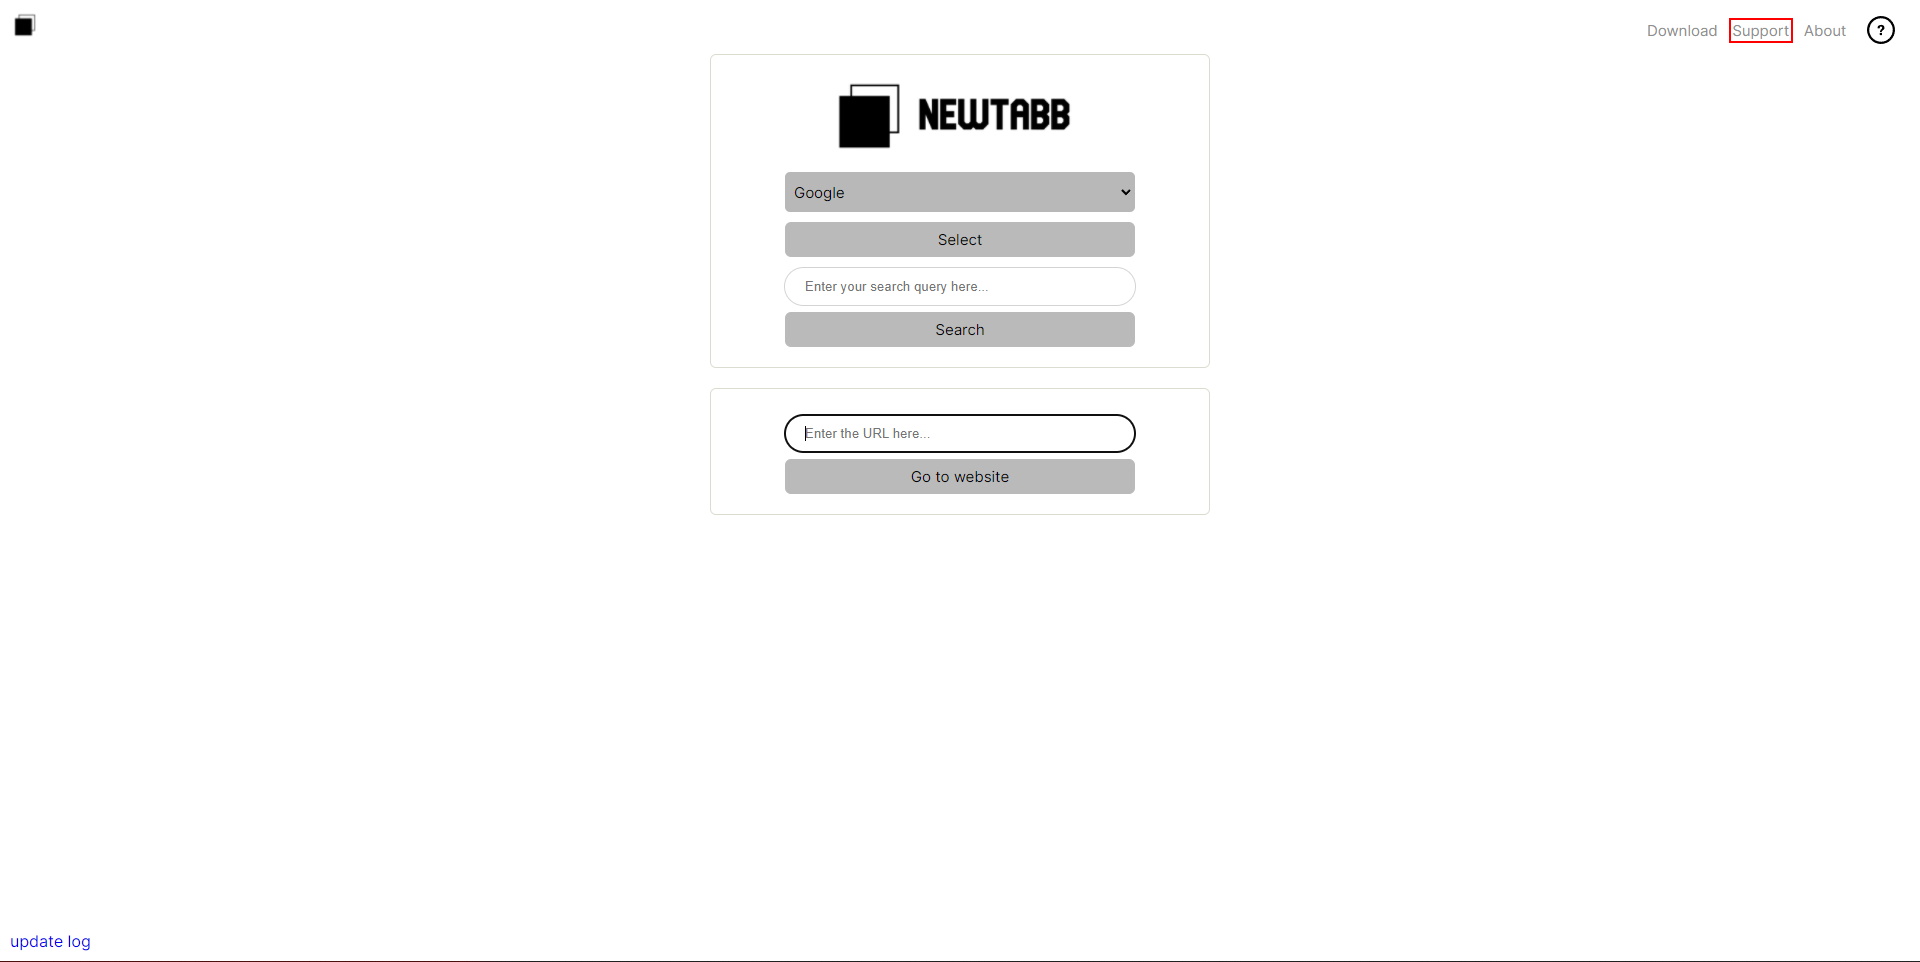 Download Support About ?
NEWTABB
Google
Select
Enter your search query here...
Search
Enter the URL here...
Go to website
update log